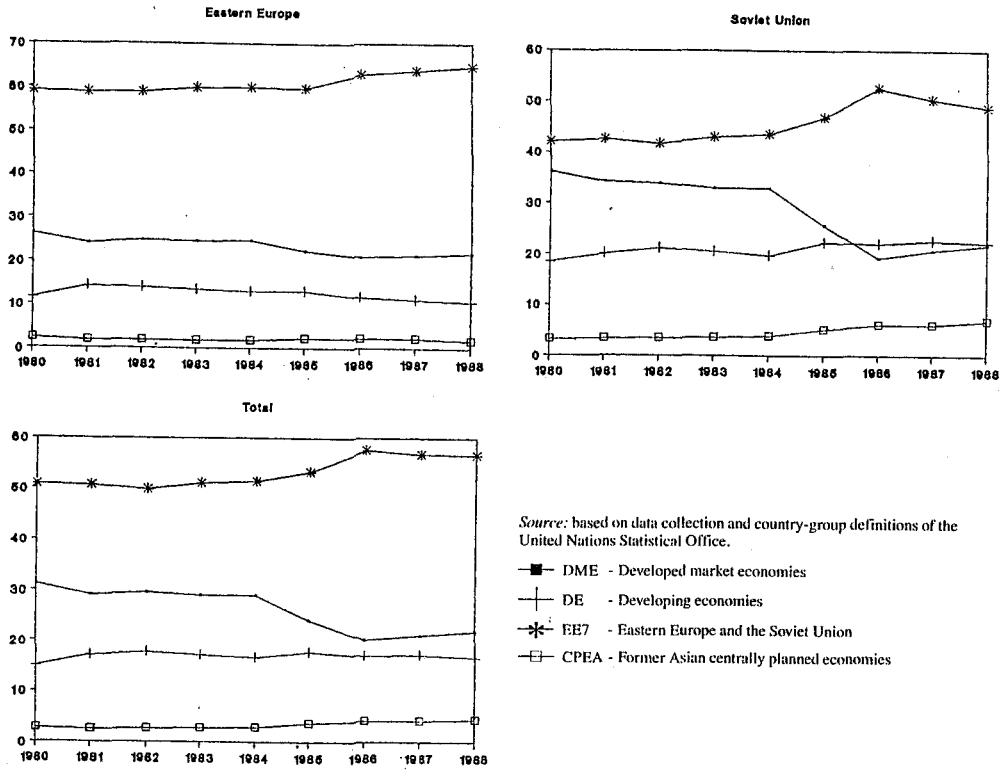 Eastern Europe
70
60
50
40
30
20
10
0
1980 1981 1982 1983 1984 1985 1986 1987 1988
Soviet Union
60
50
40
30
20
10
0
1980 1981 1982 1983 1984 1985 1986 1987 1988
Total
60
50
40
30
20
10
0
1980 1981 1982 1983 1984 1985 1986 1987 1988
Source: based on data collection and country-group definitions of the
United Nations Statistical Office.
DME - Developed market economies
DE - Developing economies
EE7 - Eastern Europe and the Soviet Union
CPEA - Former Asian centrally planned economies